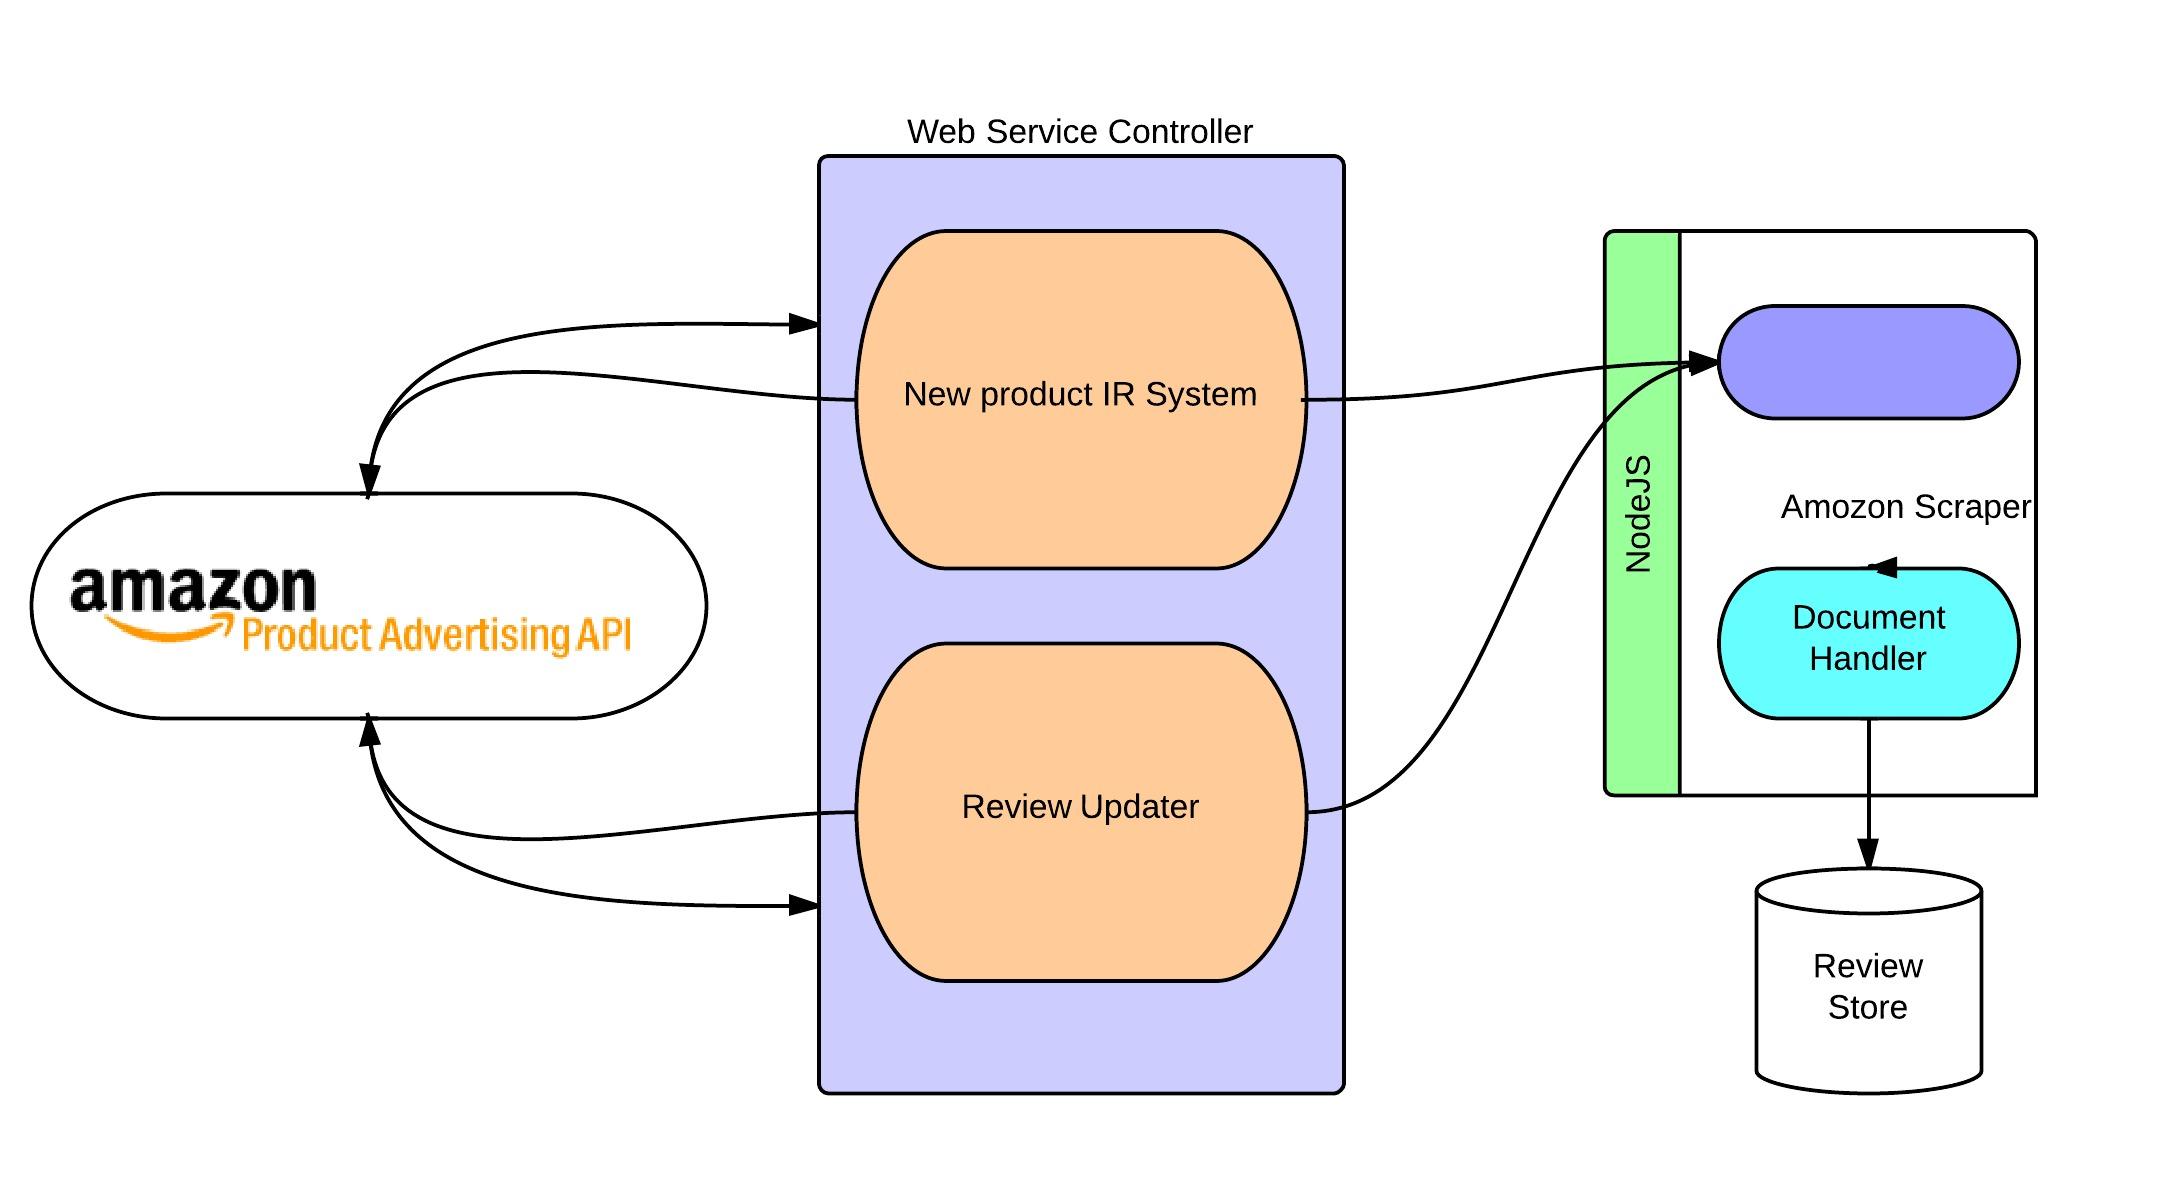 Web Service Controller
New product IR System
NodeJS
Amozon Scraper
amazon
Product Advertising API
Document
Handler
Review Updater
Review
Store